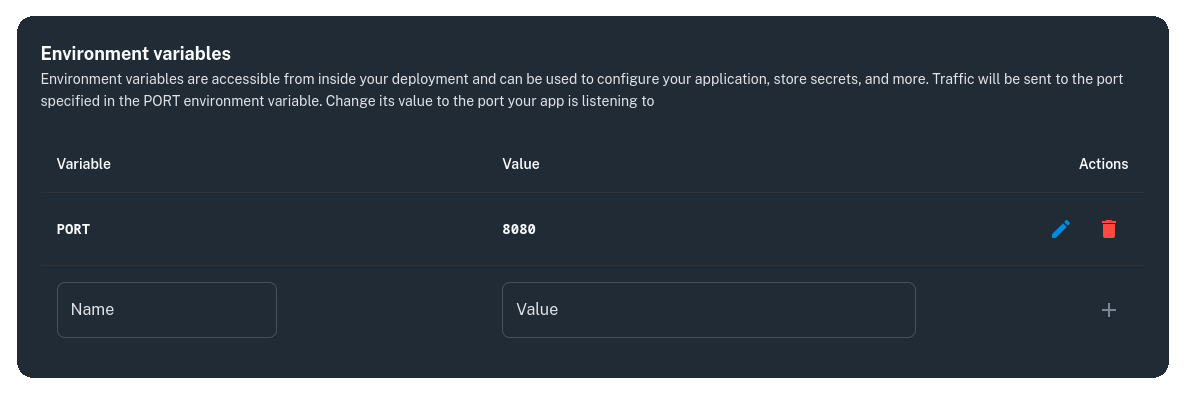 Environment variables
Environment variables are accessible from inside your deployment and can be used to configure your application, store secrets, and more. Traffic will be sent to the port
specified in the PORT environment variable. Change its value to the port your app is listening to
Variable Value Actions
PORT 8080
Name Value